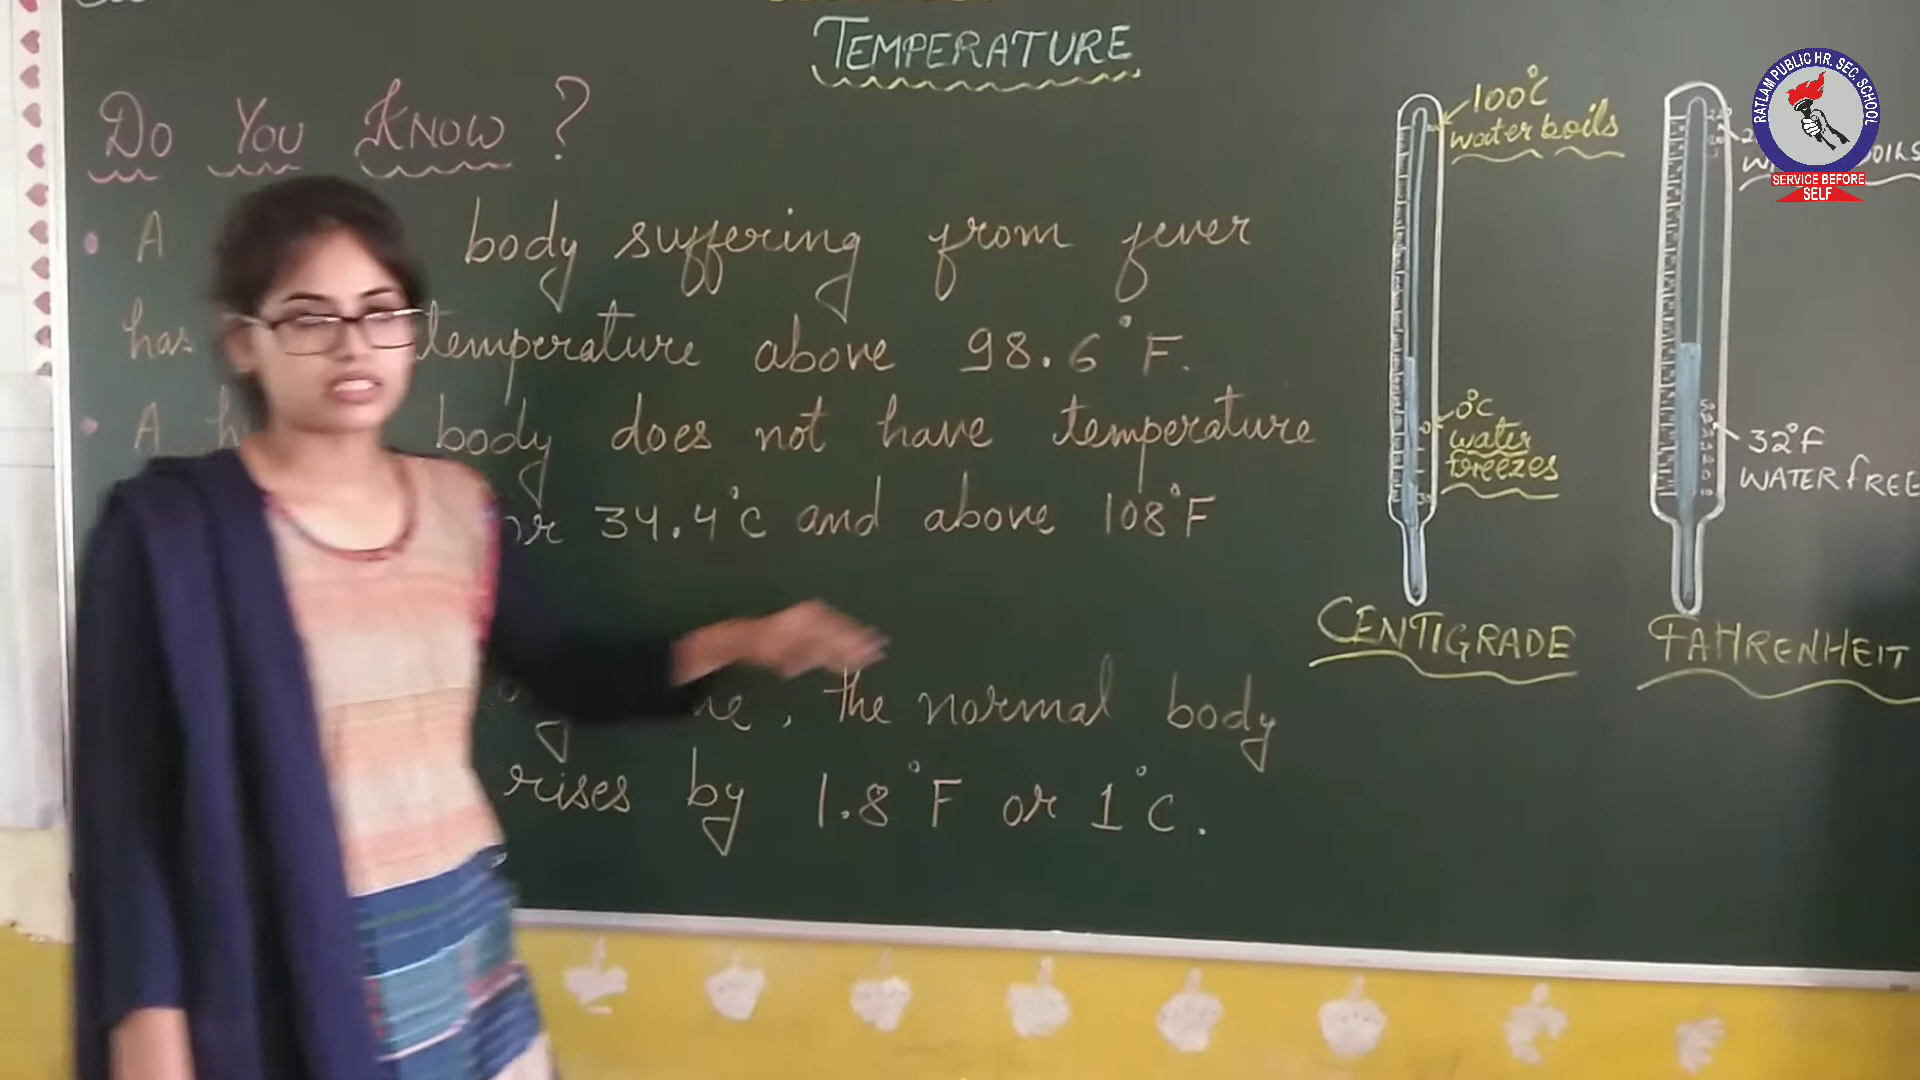 TEMPERATURE
DO YOU KNOW ?
• A body suffering from fever
has temperature above 98.6°F.
• A body does not have temperature
or 34.4°C and above 108°F
the normal body
rises by 1.8°F or 1°C.
100°C
water boils
0°C
water
freezes
CENTIGRADE
32°F
WATER FREE
FAHRENHEIT
RATLAM PUBLIC HR. SEC. SCHOOL
SERVICE BEFORE
SELF